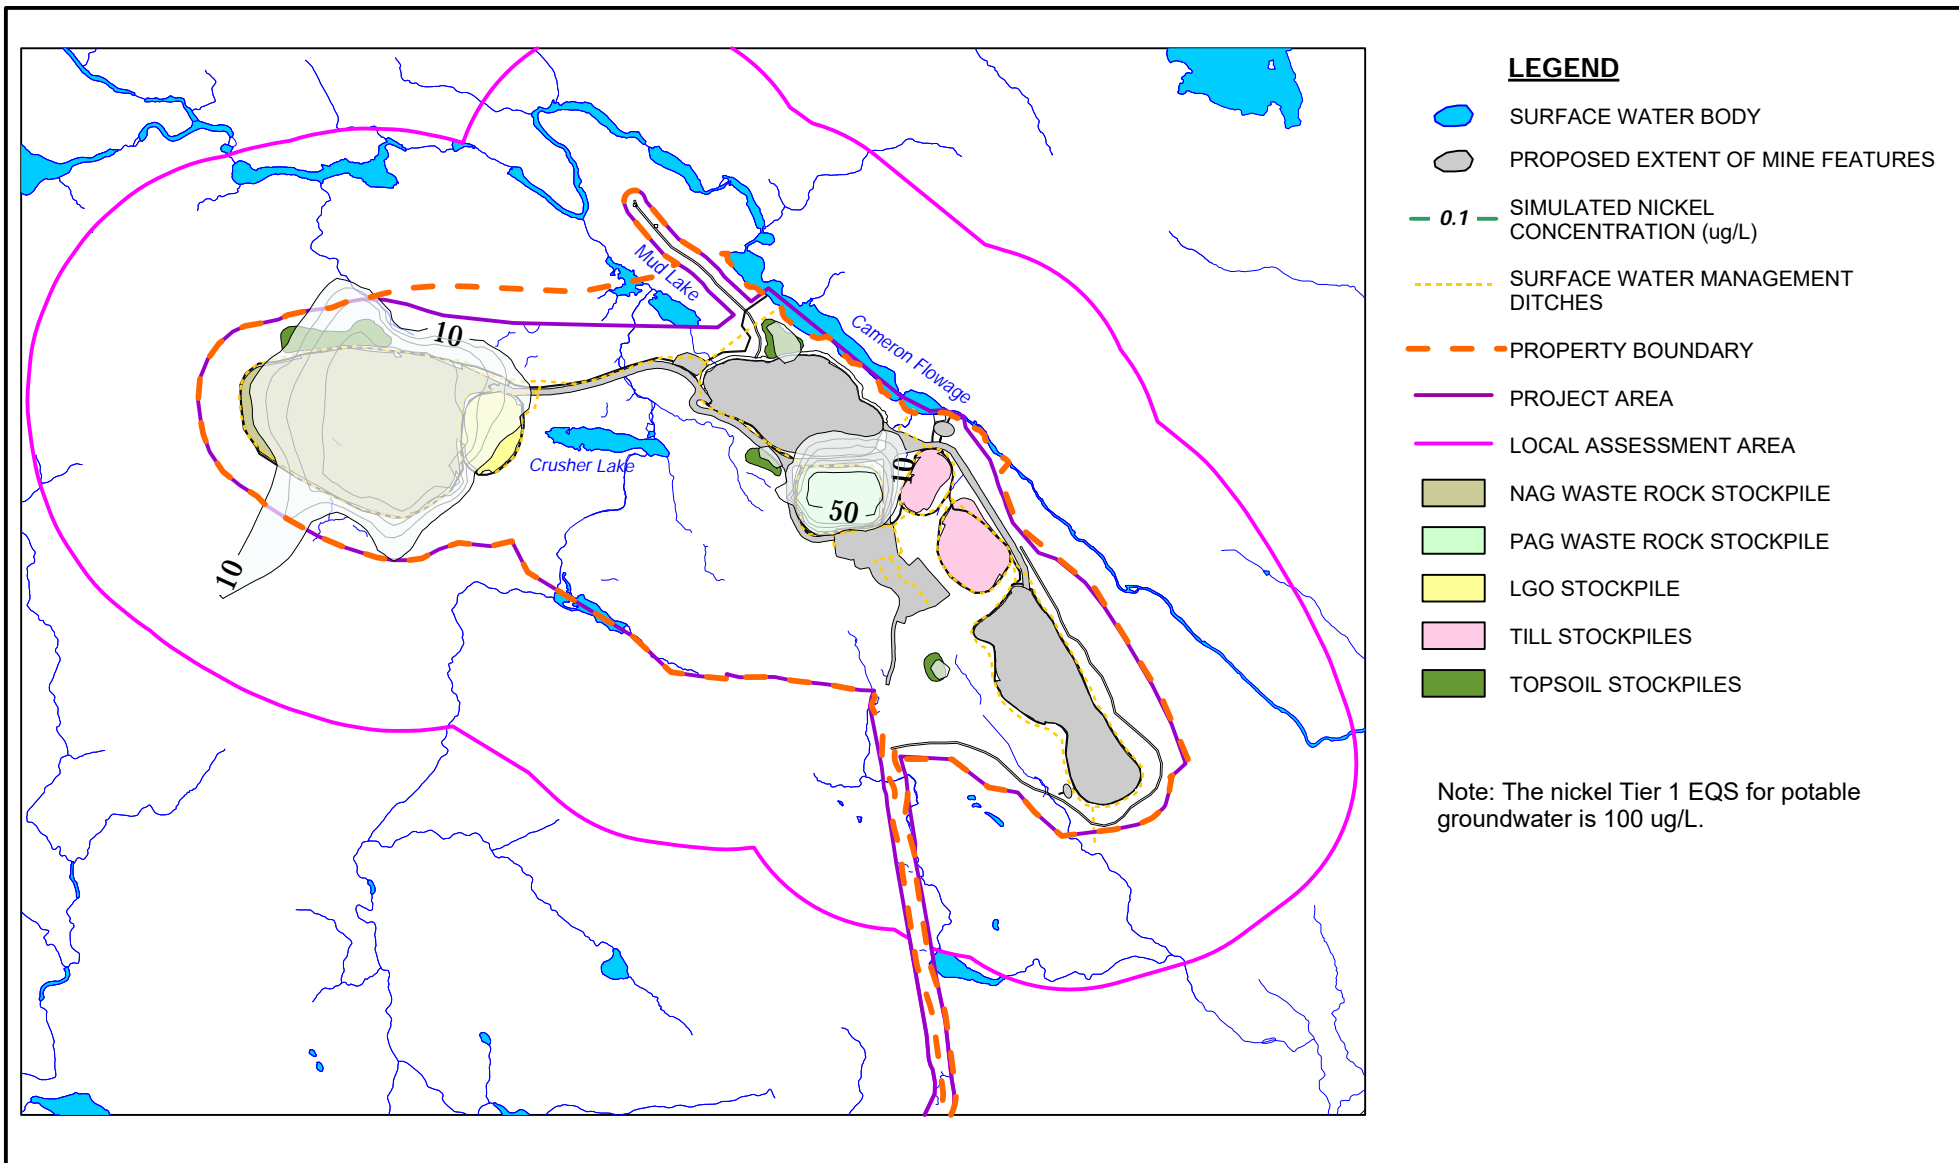 LEGEND
SURFACE WATER BODY
PROPOSED EXTENT OF MINE FEATURES
0.1
SIMULATED NICKEL
CONCENTRATION (ug/L)
SURFACE WATER MANAGEMENT
DITCHES
PROPERTY BOUNDARY
PROJECT AREA
LOCAL ASSESSMENT AREA
NAG WASTE ROCK STOCKPILE
PAG WASTE ROCK STOCKPILE
LGO STOCKPILE
TILL STOCKPILES
TOPSOIL STOCKPILES
Note: The nickel Tier 1 EQS for potable
groundwater is 100 ug/L.
Mud Lake
Cameron Flowage
Crusher Lake
10
10
10
50